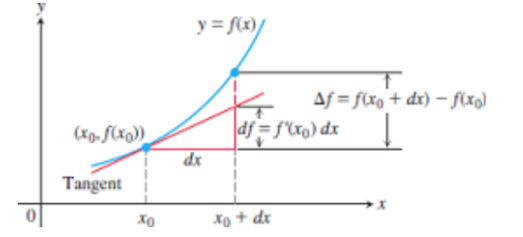 y
y = f(x)
Δf = f(x₀ + dx) − f(x₀)
(x₀, f(x₀))
df = f′(x₀) dx
dx
Tangent
x
0
x₀
x₀ + dx